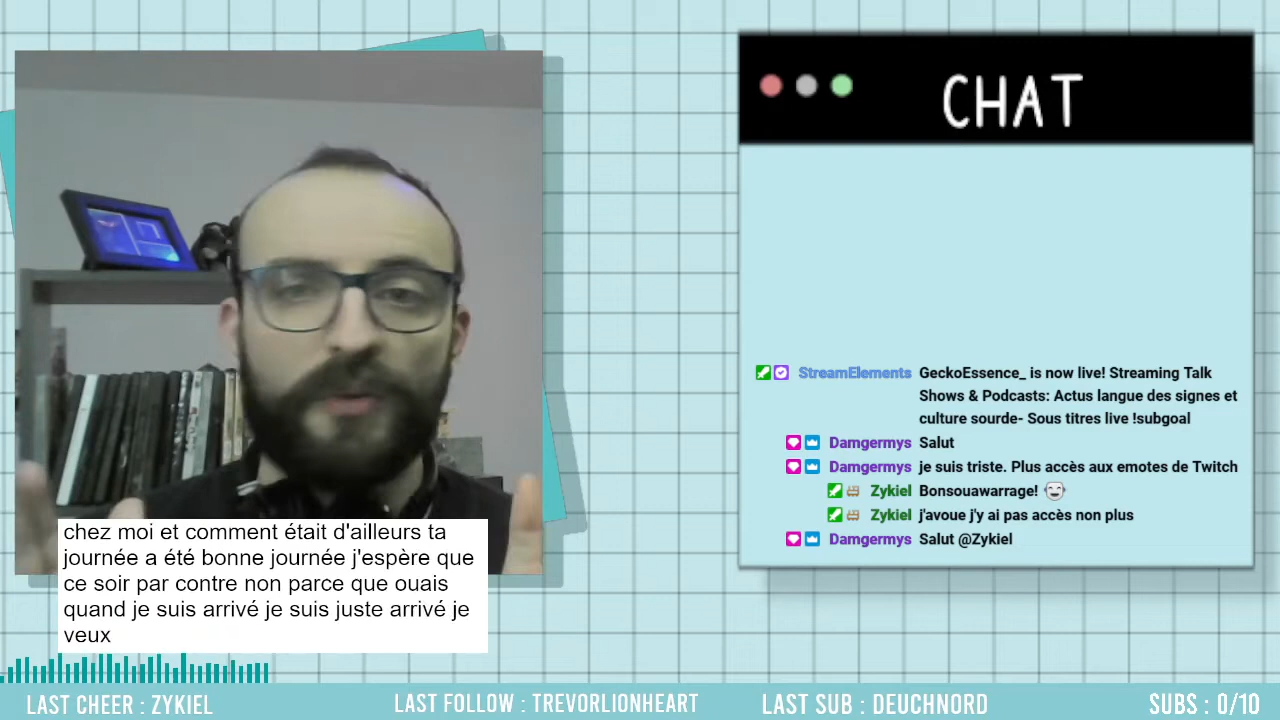 CHAT
StreamElements GeckoEssence_ is now live! Streaming Talk
Shows & Podcasts: Actus langue des signes et
culture sourde- Sous titres live !subgoal
Damgermys Salut
Damgermys je suis triste. Plus accès aux emotes de Twitch
Zykiel Bonsouawarrage!
Zykiel j'avoue j'y ai pas accès non plus
Damgermys Salut @Zykiel
chez moi et comment était d'ailleurs ta
journée a été bonne journée j'espère que
ce soir par contre non parce que ouais
quand je suis arrivé je suis juste arrivé je
veux
LAST CHEER : ZYKIEL
LAST FOLLOW : TREVORLIONHEART
LAST SUB : DEUCHNORD
SUBS : 0/10